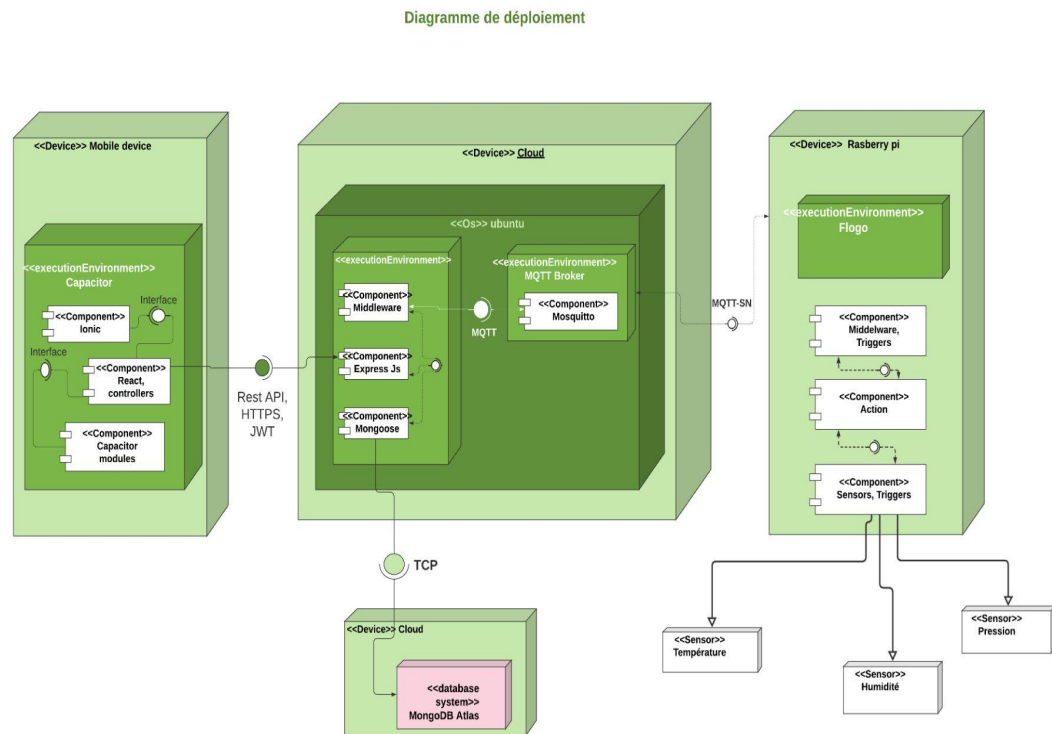 Diagramme de déploiement
<<Device>> Mobile device
<<executionEnvironment>>
Capacitor
Interface
<<Component>>
Ionic
Interface
<<Component>>
React,
controllers
<<Component>>
Capacitor
modules
Rest API,
HTTPS,
JWT
<<Device>> Cloud
<<Os>> ubuntu
<<executionEnvironment>>
<<Component>>
Middleware
<<Component>>
Express Js
<<Component>>
Mongoose
MQTT
<<executionEnvironment>>
MQTT Broker
<<Component>>
Mosquitto
MQTT-SN
<<Device>> Rasberry pi
<<executionEnvironment>>
Flogo
<<Component>>
Middelware,
Triggers
<<Component>>
Action
<<Component>>
Sensors, Triggers
TCP
<<Device>> Cloud
<<database
system>>
MongoDB Atlas
<<Sensor>>
Température
<<Sensor>>
Humidité
<<Sensor>>
Pression